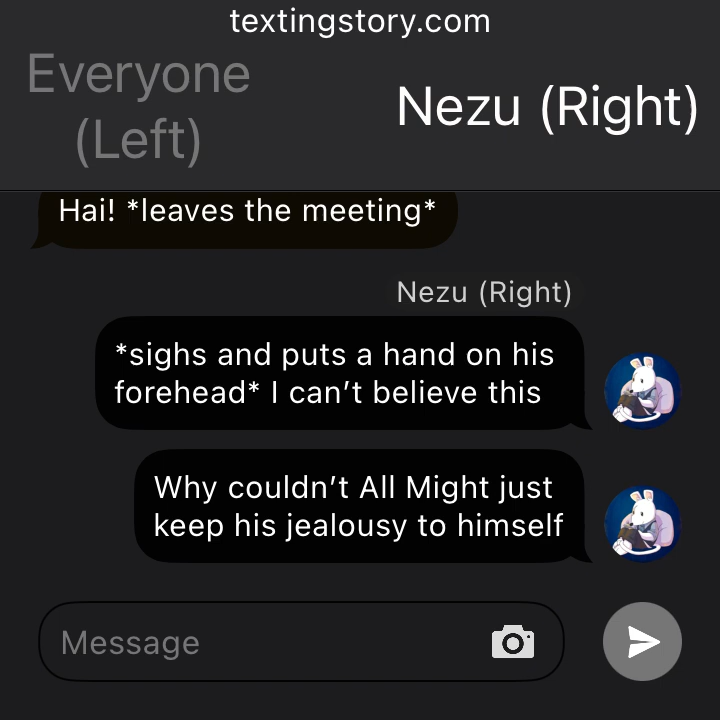 textingstory.com
Everyone
(Left)
Nezu (Right)
Hai! *leaves the meeting*
Nezu (Right)
*sighs and puts a hand on his
forehead* I can’t believe this
Why couldn’t All Might just
keep his jealousy to himself
Message